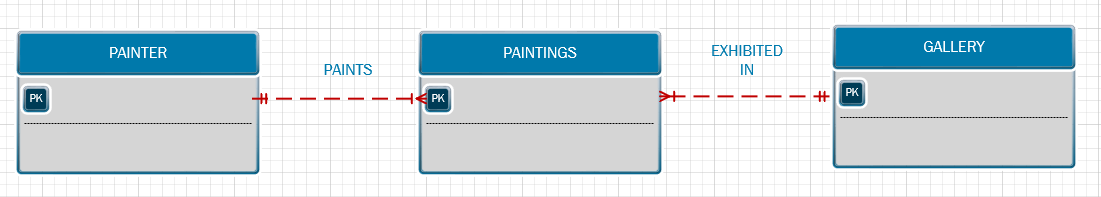 PAINTER
PAINTS
PAINTINGS
EXHIBITED
IN
GALLERY
PK
PK
PK